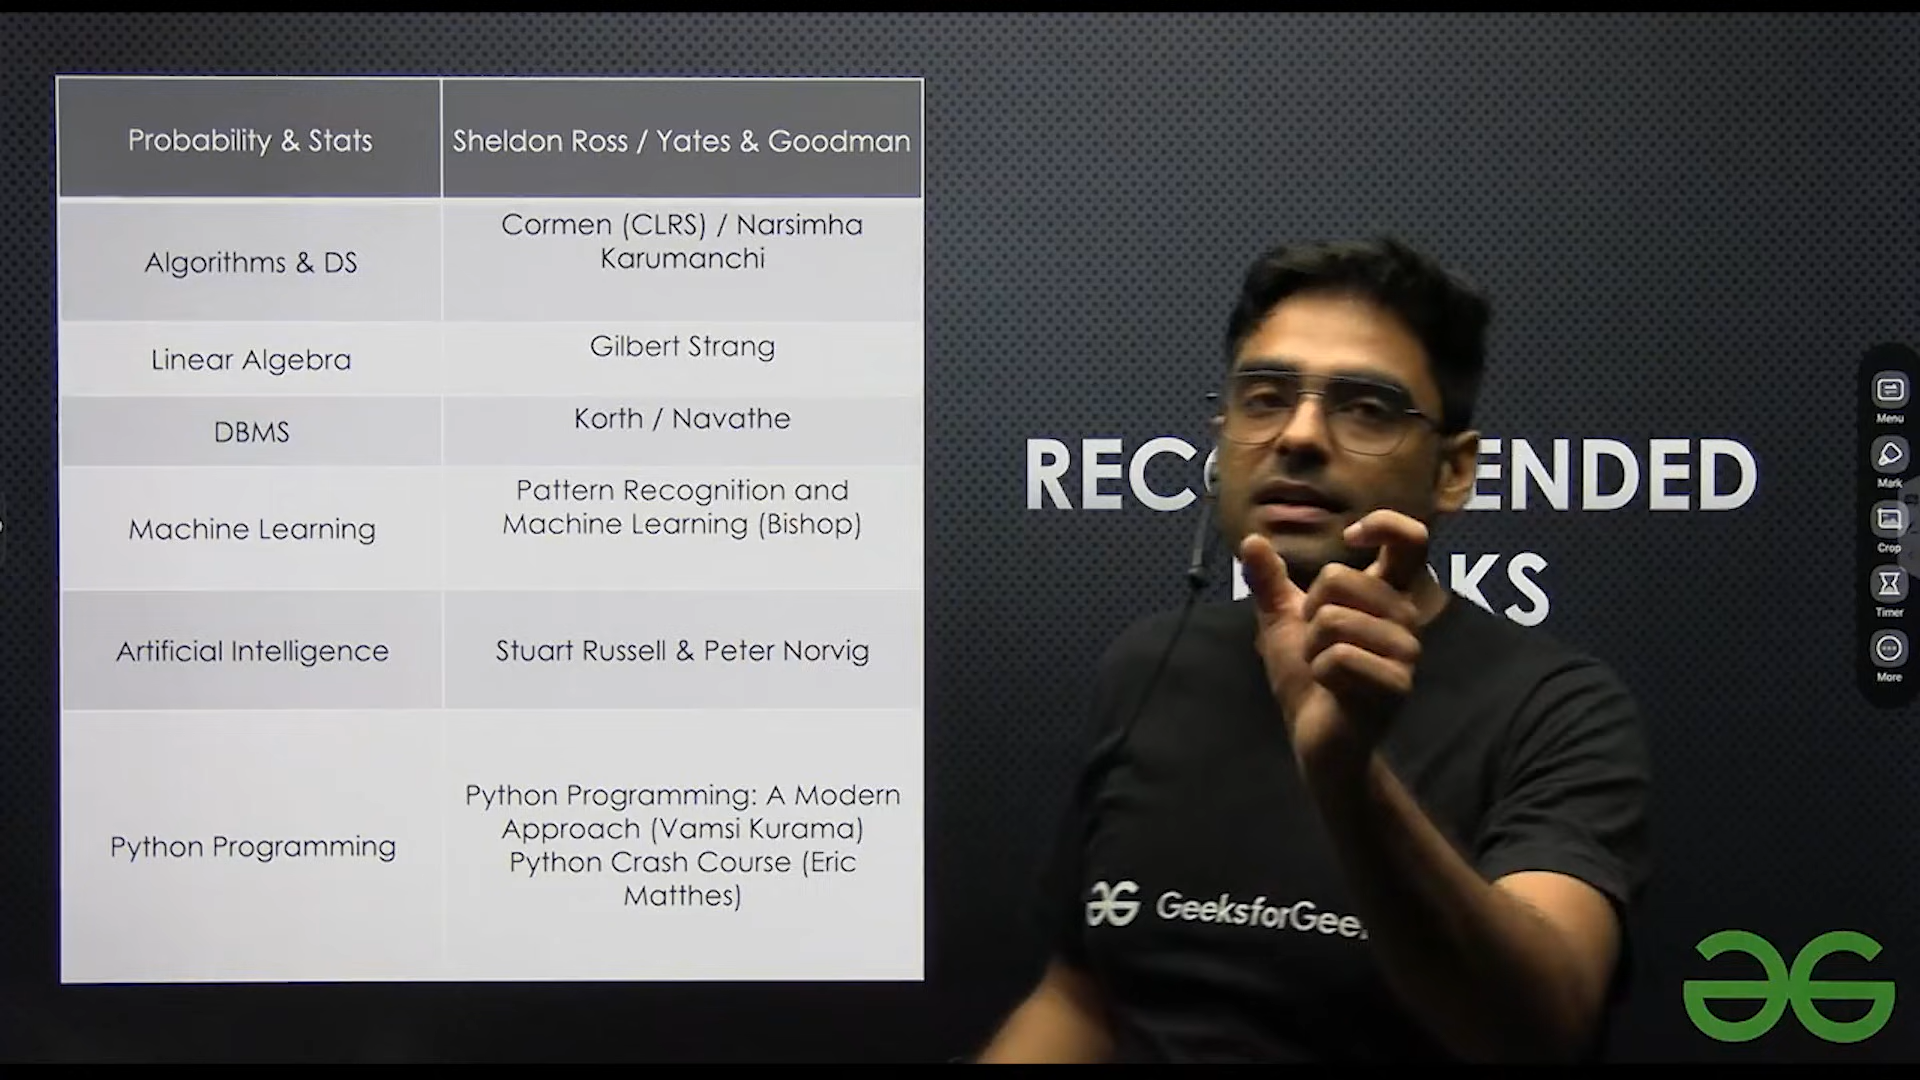 Probability & Stats
Sheldon Ross / Yates & Goodman
Algorithms & DS
Cormen (CLRS) / Narsimha
Karumanchi
Linear Algebra
Gilbert Strang
DBMS
Korth / Navathe
Machine Learning
Pattern Recognition and
Machine Learning (Bishop)
Artificial Intelligence
Stuart Russell & Peter Norvig
Python Programming
Python Programming: A Modern
Approach (Vamsi Kurama)
Python Crash Course (Eric
Matthes)
REC ENDED
KS
GeeksforGee
Menu
Mark
Crop
Timer
More